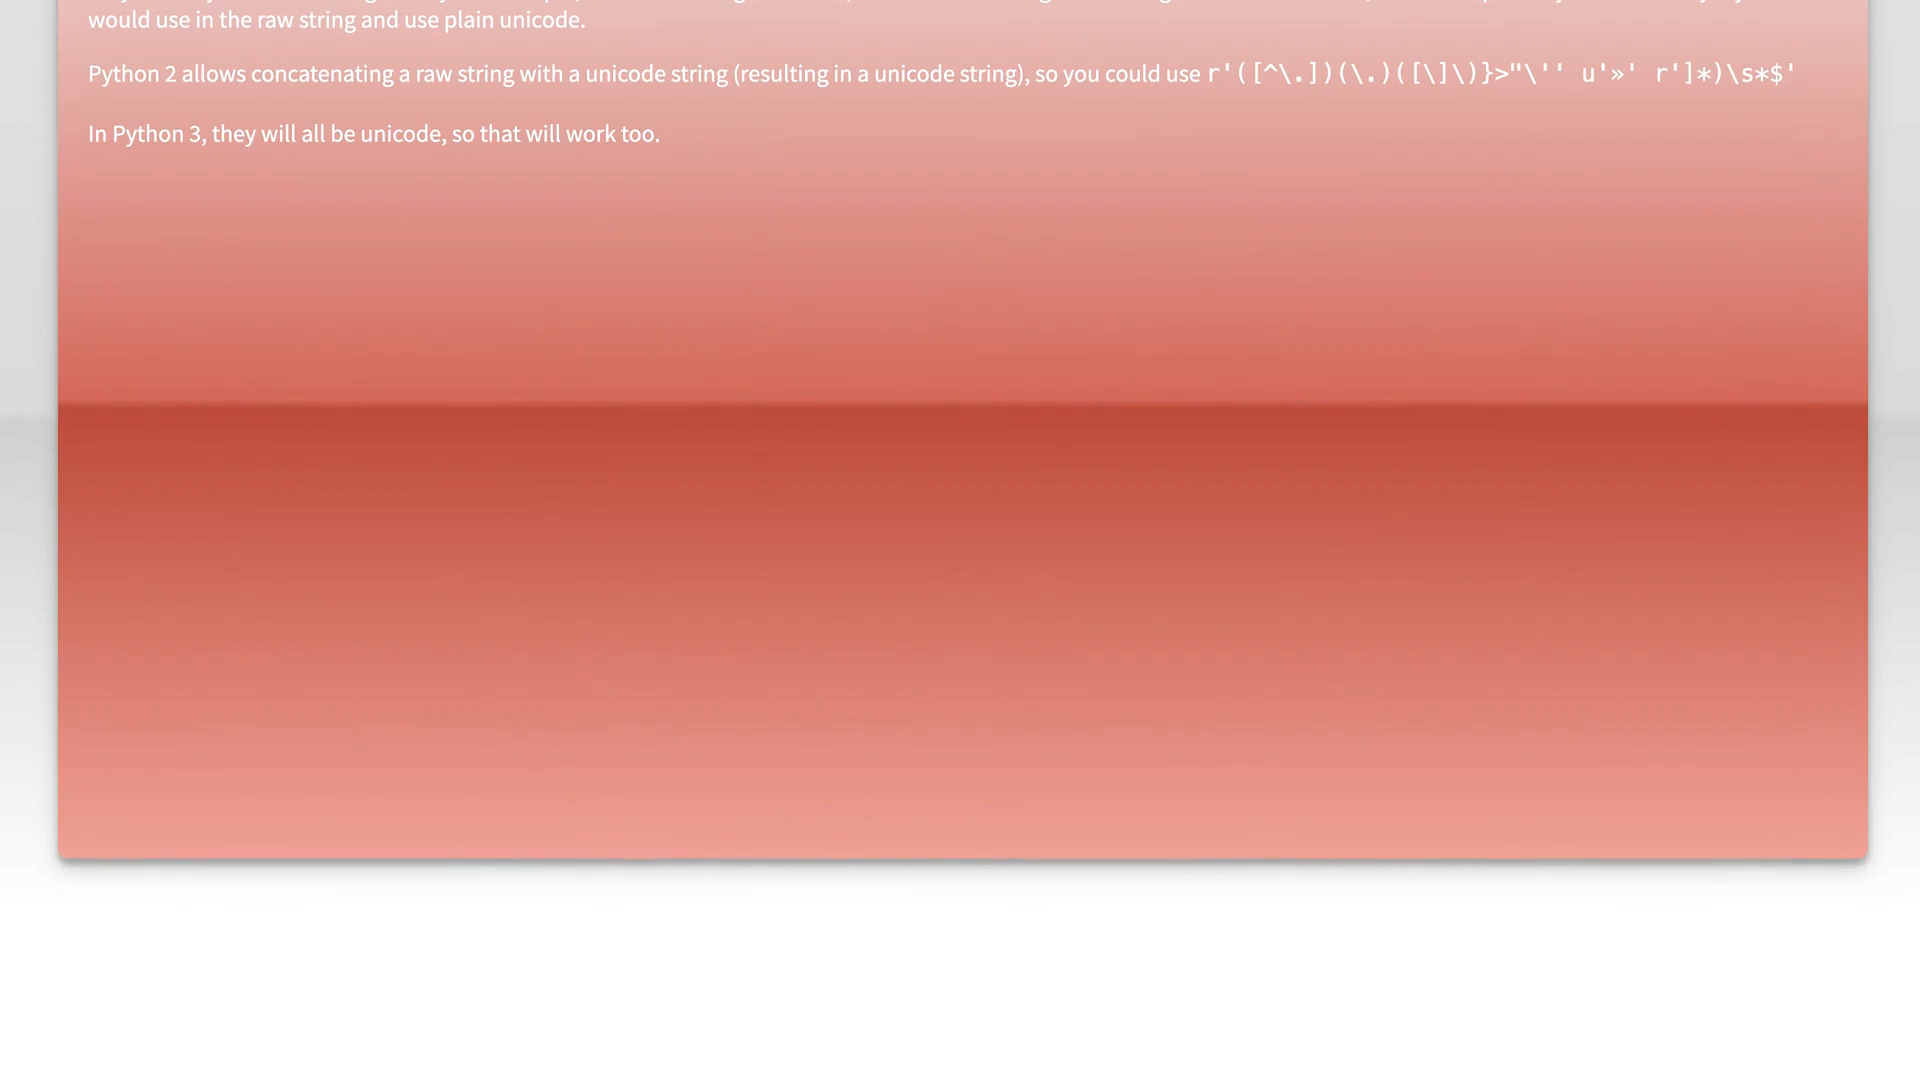 would use in the raw string and use plain unicode.
Python 2 allows concatenating a raw string with a unicode string (resulting in a unicode string), so you could use r'([^\.])(\.)([\]\)}>"\'' u'»' r']*)\s*$'
In Python 3, they will all be unicode, so that will work too.